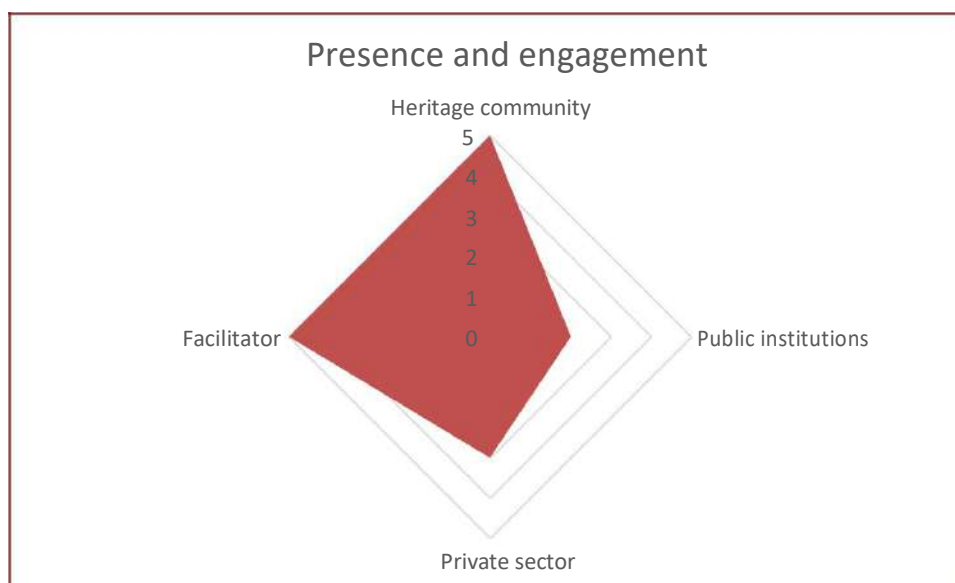 Presence and engagement
Heritage community
5
4
3
2
1
Facilitator
0
Public institutions
Private sector